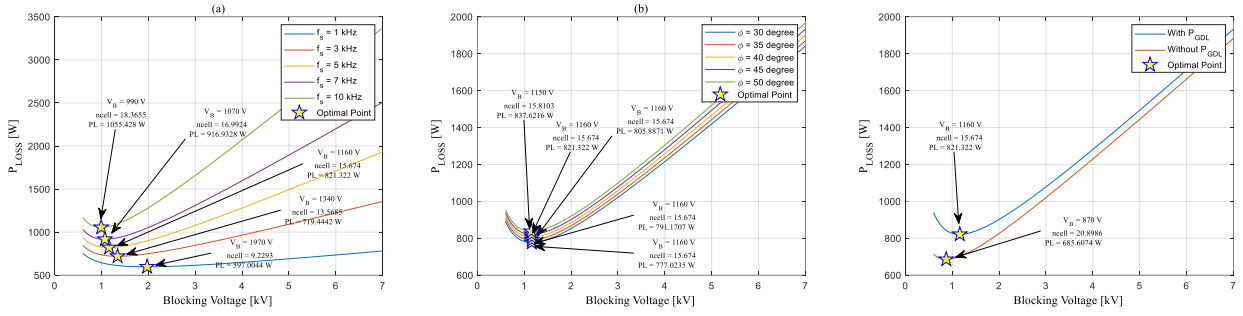 (a)
P_LOSS [W]
3500
3000
2500
2000
1500
1000
500
0
1
2
3
4
5
6
7
Blocking Voltage [kV]
f_s = 1 kHz
f_s = 3 kHz
f_s = 5 kHz
f_s = 7 kHz
f_s = 10 kHz
Optimal Point
V_B = 990 V
ncell = 18.3655
PL = 1055.428 W
V_B = 1070 V
ncell = 16.9924
PL = 916.9328 W
V_B = 1160 V
ncell = 15.674
PL = 821.322 W
V_B = 1340 V
ncell = 13.5685
PL = 719.4442 W
V_B = 1970 V
ncell = 9.2293
PL = 597.0044 W
(b)
P_LOSS [W]
2000
1800
1600
1400
1200
1000
800
600
0
1
2
3
4
5
6
7
Blocking Voltage [kV]
ϕ = 30 degree
ϕ = 35 degree
ϕ = 40 degree
ϕ = 45 degree
ϕ = 50 degree
Optimal Point
V_B = 1150 V
ncell = 15.8103
PL = 837.6216 W
V_B = 1160 V
ncell = 15.674
PL = 805.8871 W
V_B = 1160 V
ncell = 15.674
PL = 821.322 W
V_B = 1160 V
ncell = 15.674
PL = 791.1707 W
V_B = 1160 V
ncell = 15.674
PL = 777.0235 W
P_LOSS [W]
2000
1800
1600
1400
1200
1000
800
600
0
1
2
3
4
5
6
7
Blocking Voltage [kV]
With P_GDL
Without P_GDL
Optimal Point
V_B = 1160 V
ncell = 15.674
PL = 821.322 W
V_B = 870 V
ncell = 20.8986
PL = 685.6074 W